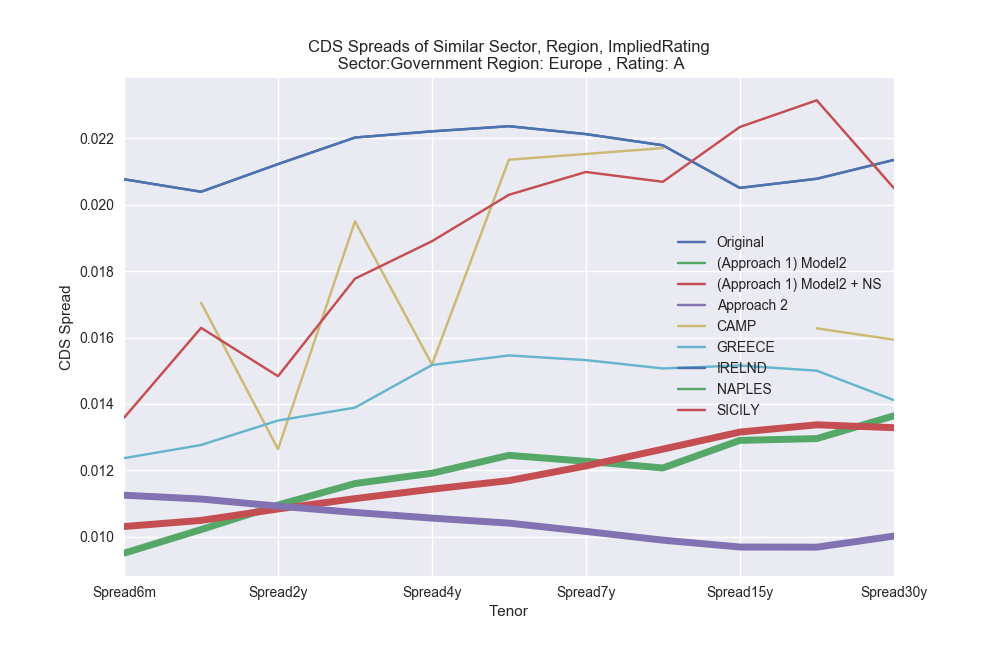 CDS Spreads of Similar Sector, Region, ImpliedRating
Sector:Government Region: Europe , Rating: A
CDS Spread
0.022
0.020
0.018
0.016
0.014
0.012
0.010
Original
(Approach 1) Model2
(Approach 1) Model2 + NS
Approach 2
CAMP
GREECE
IRELND
NAPLES
SICILY
Spread6m
Spread2y
Spread4y
Spread7y
Spread15y
Spread30y
Tenor